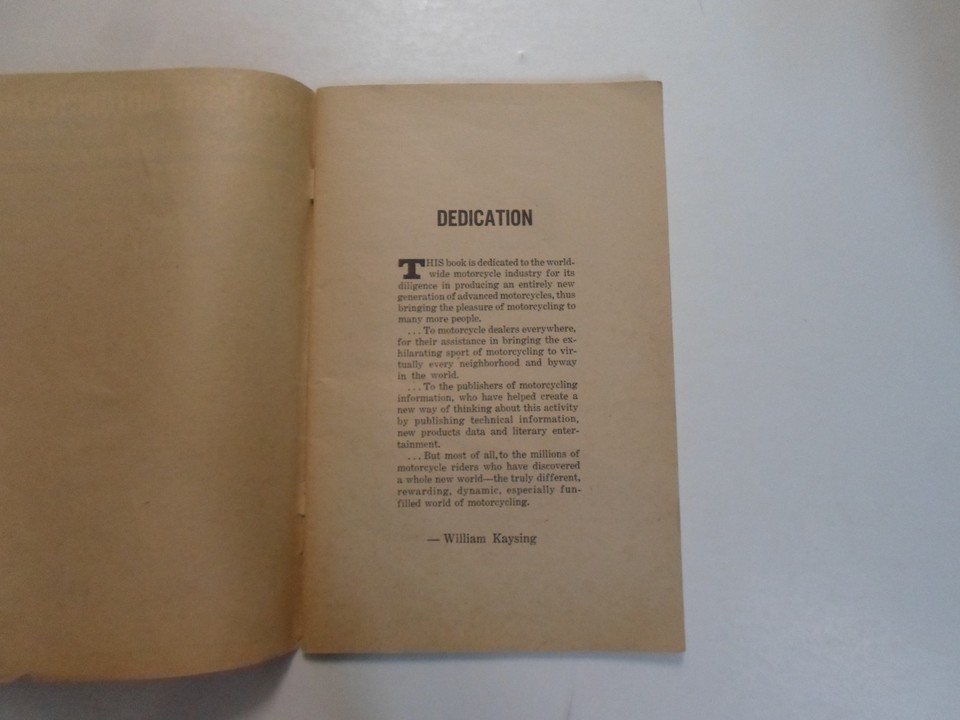 DEDICATION
THIS book is dedicated to the world-
wide motorcycle industry for its
diligence in producing an entirely new
generation of advanced motorcycles, thus
bringing the pleasure of motorcycling to
many more people.
... To motorcycle dealers everywhere,
for their assistance in bringing the ex-
hilarating sport of motorcycling to vir-
tually every neighborhood and byway
in the world.
... To the publishers of motorcycling
information, who have helped create a
new way of thinking about this activity
by publishing technical information,
new products data and literary enter-
tainment.
... But most of all, to the millions of
motorcycle riders who have discovered
a whole new world—the truly different,
rewarding, dynamic, especially fun-
filled world of motorcycling.
— William Kaysing